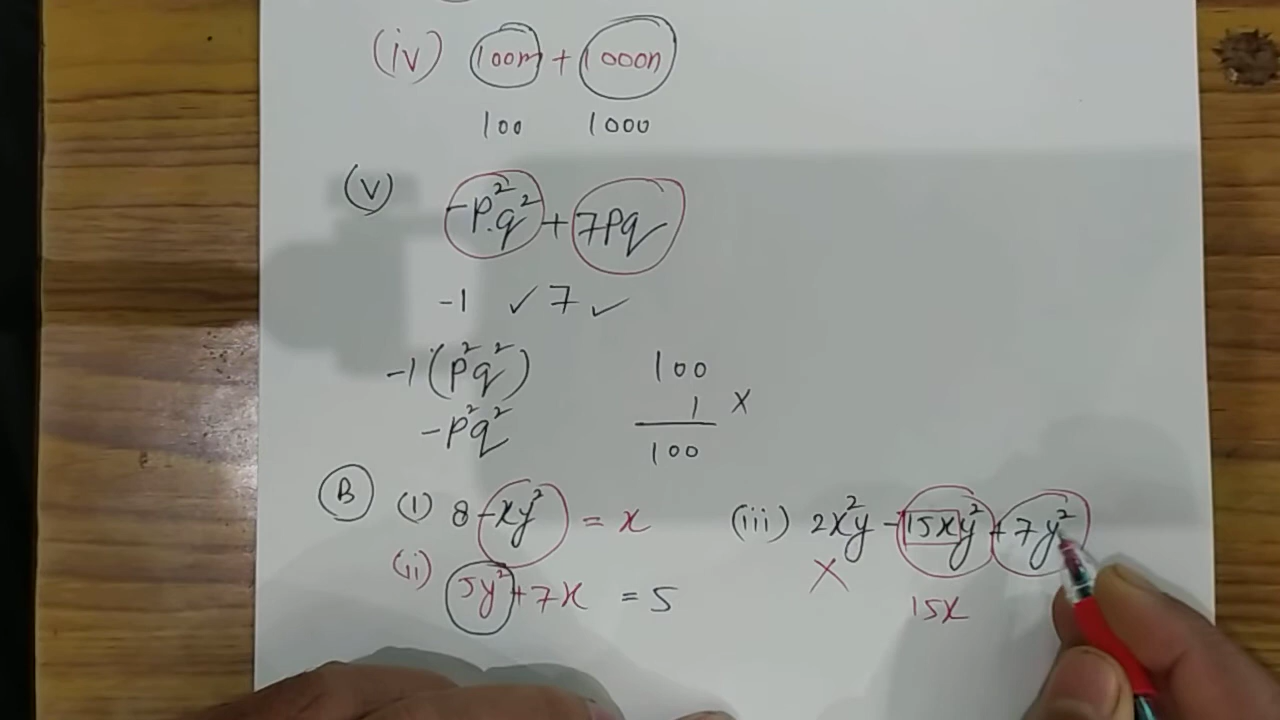 (iv) 100m + 1000n
100 1000
(v) -p²q² + 7pq
-1 ✓ 7 ✓
-1(p²q²)
-p²q²
100
1 x
100
B (1) 8 - xy² = x
(ii) 5y² + 7x = 5
(iii) 2x²y - 15xy² + 7y²
X 15x